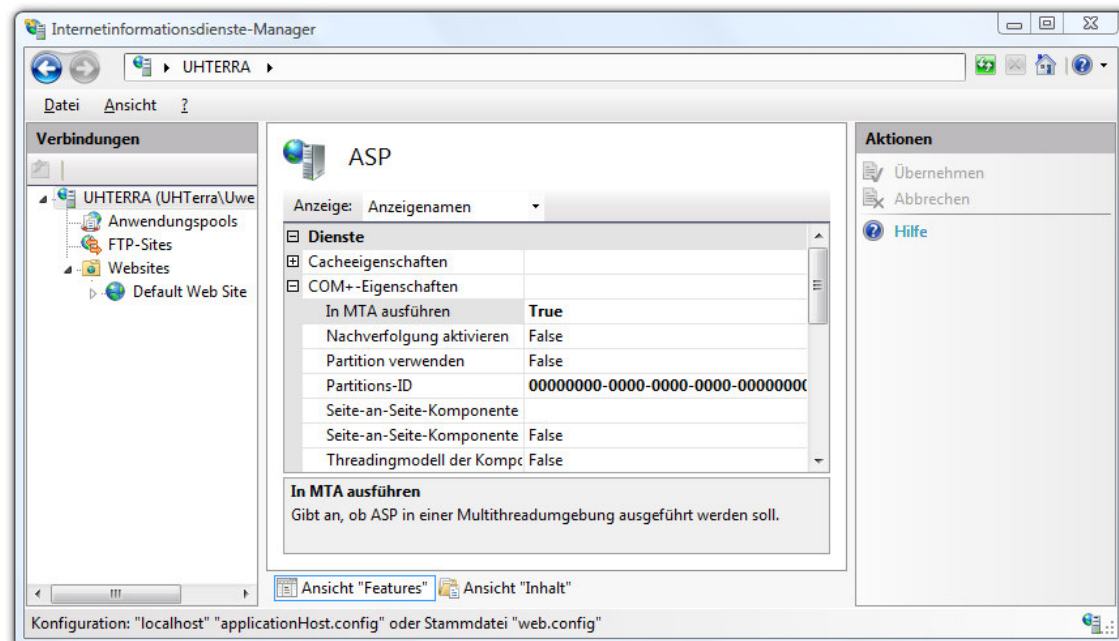 Internetinformationsdienste-Manager
UHTERRA
Datei Ansicht ?
Verbindungen
UHTERRA (UHTerra\Uwe
Anwendungspools
FTP-Sites
Websites
Default Web Site
ASP
Anzeige: Anzeigenamen
Dienste
Cacheeigenschaften
COM+-Eigenschaften
In MTA ausführen True
Nachverfolgung aktivieren False
Partition verwenden False
Partitions-ID 00000000-0000-0000-0000-00000000
Seite-an-Seite-Komponente
Seite-an-Seite-Komponente False
Threadingmodell der Kompo False
In MTA ausführen
Gibt an, ob ASP in einer Multithreadumgebung ausgeführt werden soll.
Ansicht "Features" Ansicht "Inhalt"
Aktionen
Übernehmen
Abbrechen
Hilfe
Konfiguration: "localhost" "applicationHost.config" oder Stammdatei "web.config"